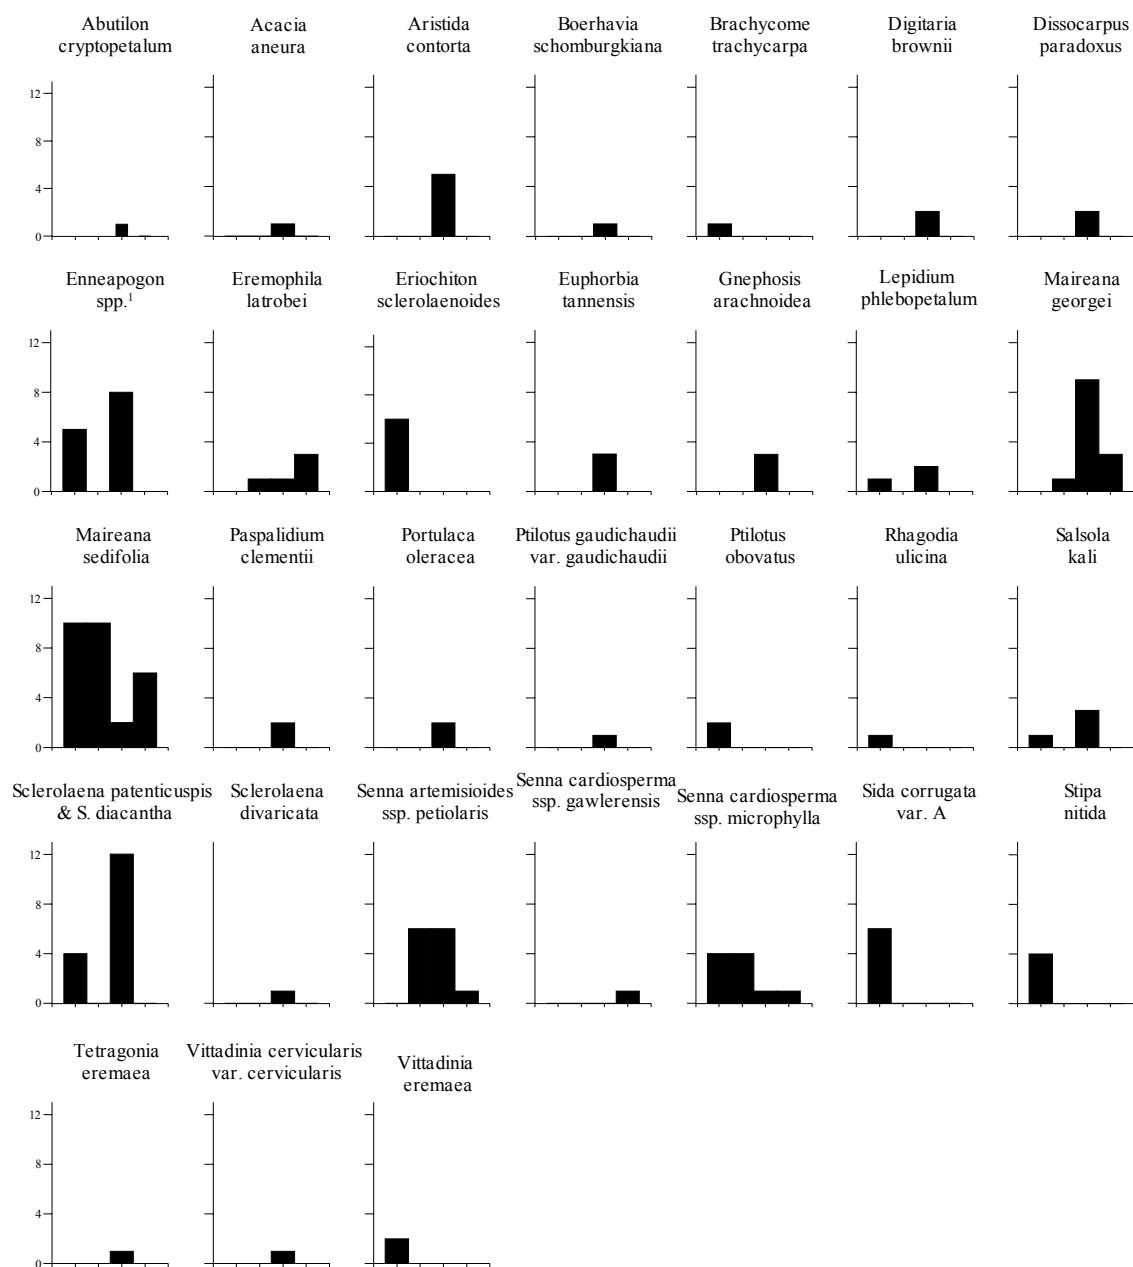 Abutilon
cryptopetalum
Acacia
aneura
Aristida
contorta
Boerhavia
schomburgkiana
Brachycome
trachycarpa
Digitaria
brownii
Dissocarpus
paradoxus
12
8
4
0
Enneapogon
spp.¹
Eremophila
latrobei
Eriochiton
sclerolaenoides
Euphorbia
tannensis
Gnephosis
arachnoidea
Lepidium
phlebopetalum
Maireana
georgei
12
8
4
0
Maireana
sedifolia
Paspalidium
clementii
Portulaca
oleracea
Ptilotus gaudichaudii
var. gaudichaudii
Ptilotus
obovatus
Rhagodia
ulicina
Salsola
kali
12
8
4
0
Sclerolaena patenticuspis
& S. diacantha
Sclerolaena
divaricata
Senna artemisioides
ssp. petiolaris
Senna cardiosperma
ssp. gawlerensis
Senna cardiosperma
ssp. microphylla
Sida corrugata
var. A
Stipa
nitida
12
8
4
0
Tetragonia
eremaea
Vittadinia cervicularis
var. cervicularis
Vittadinia
eremaea
12
8
4
0